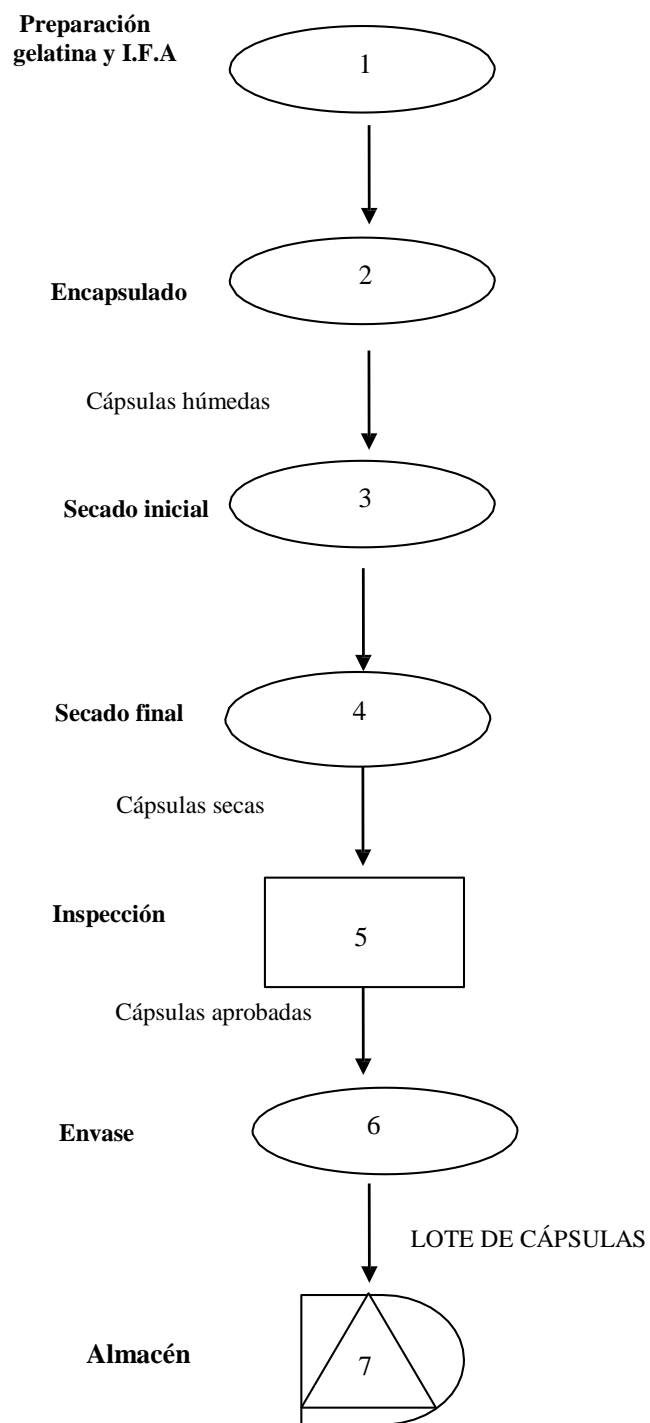 Preparación
gelatina y I.F.A
1
Encapsulado
2
Cápsulas húmedas
Secado inicial
3
Secado final
4
Cápsulas secas
Inspección
5
Cápsulas aprobadas
Envase
6
LOTE DE CÁPSULAS
Almacén
7